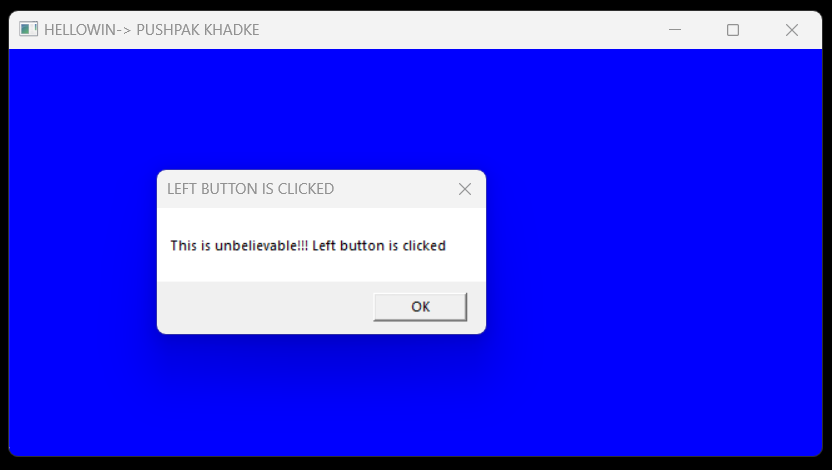 HELLOWIN-> PUSHPAK KHADKE
LEFT BUTTON IS CLICKED
This is unbelievable!!! Left button is clicked
OK